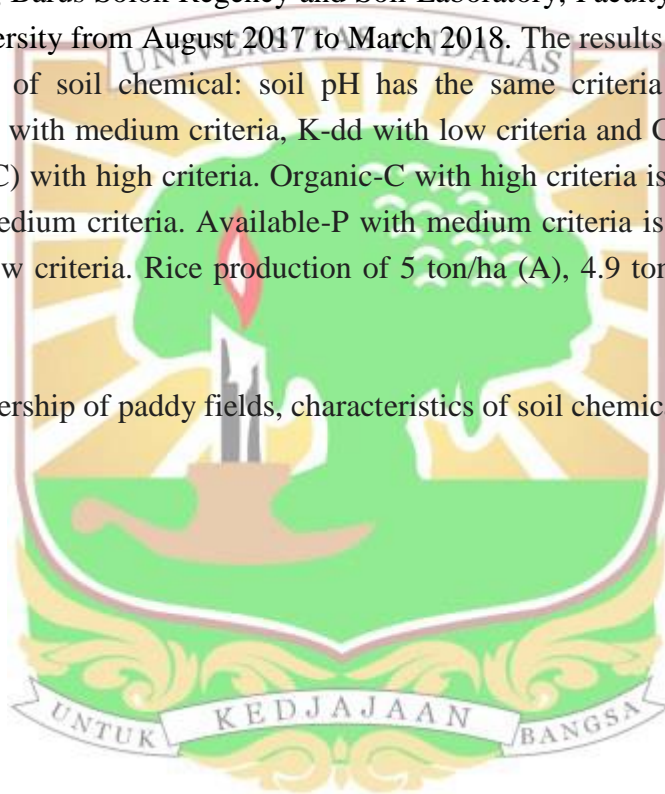 Barus Solok Regency and Soil Laboratory, Faculty
ersity from August 2017 to March 2018. The results
of soil chemical: soil pH has the same criteria
with medium criteria, K-dd with low criteria and C
C) with high criteria. Organic-C with high criteria is
edium criteria. Available-P with medium criteria is
w criteria. Rice production of 5 ton/ha (A), 4.9 ton
ership of paddy fields, characteristics of soil chemic
UNIVERSITAS ANDALAS
UNTUK KEDJAJAAN BANGSA